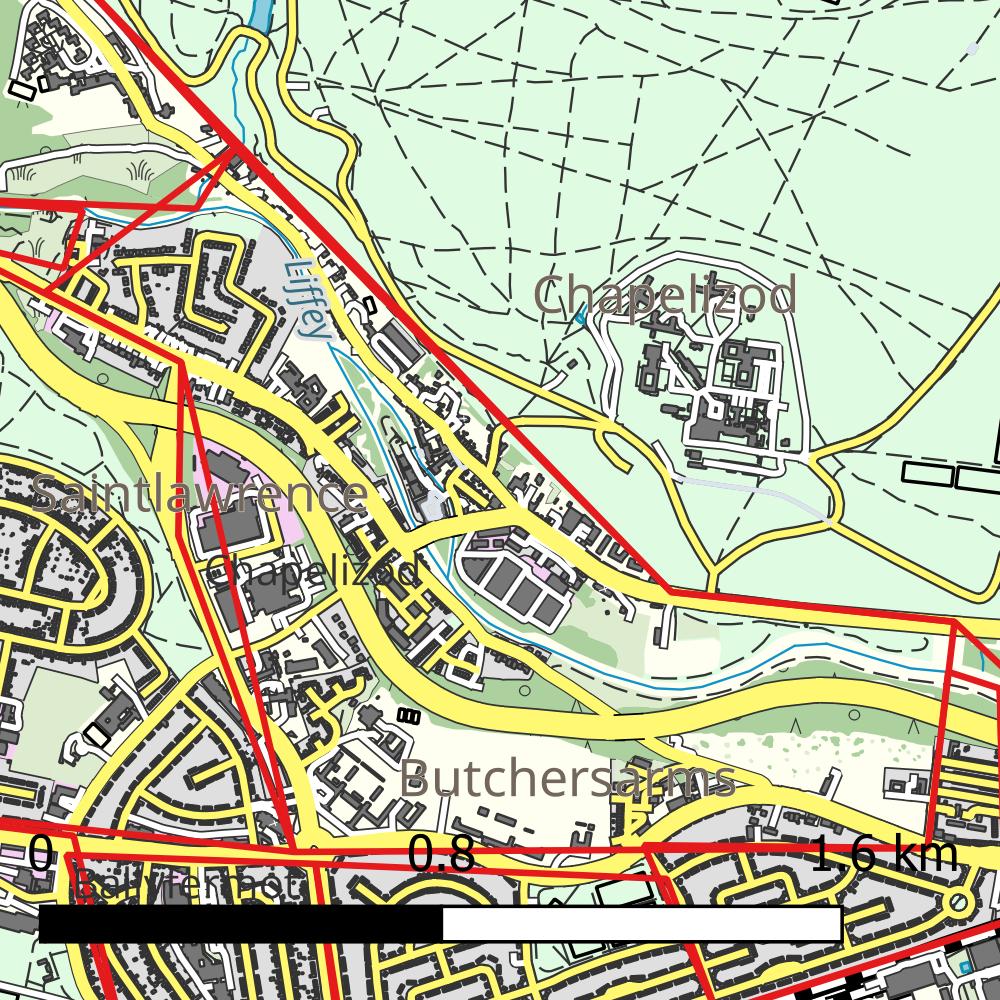 Chapelizod
Liffey
Saintlawrence
Chapelizod
Butchersarms
0 0.8 1.6 km
Ballyfermot